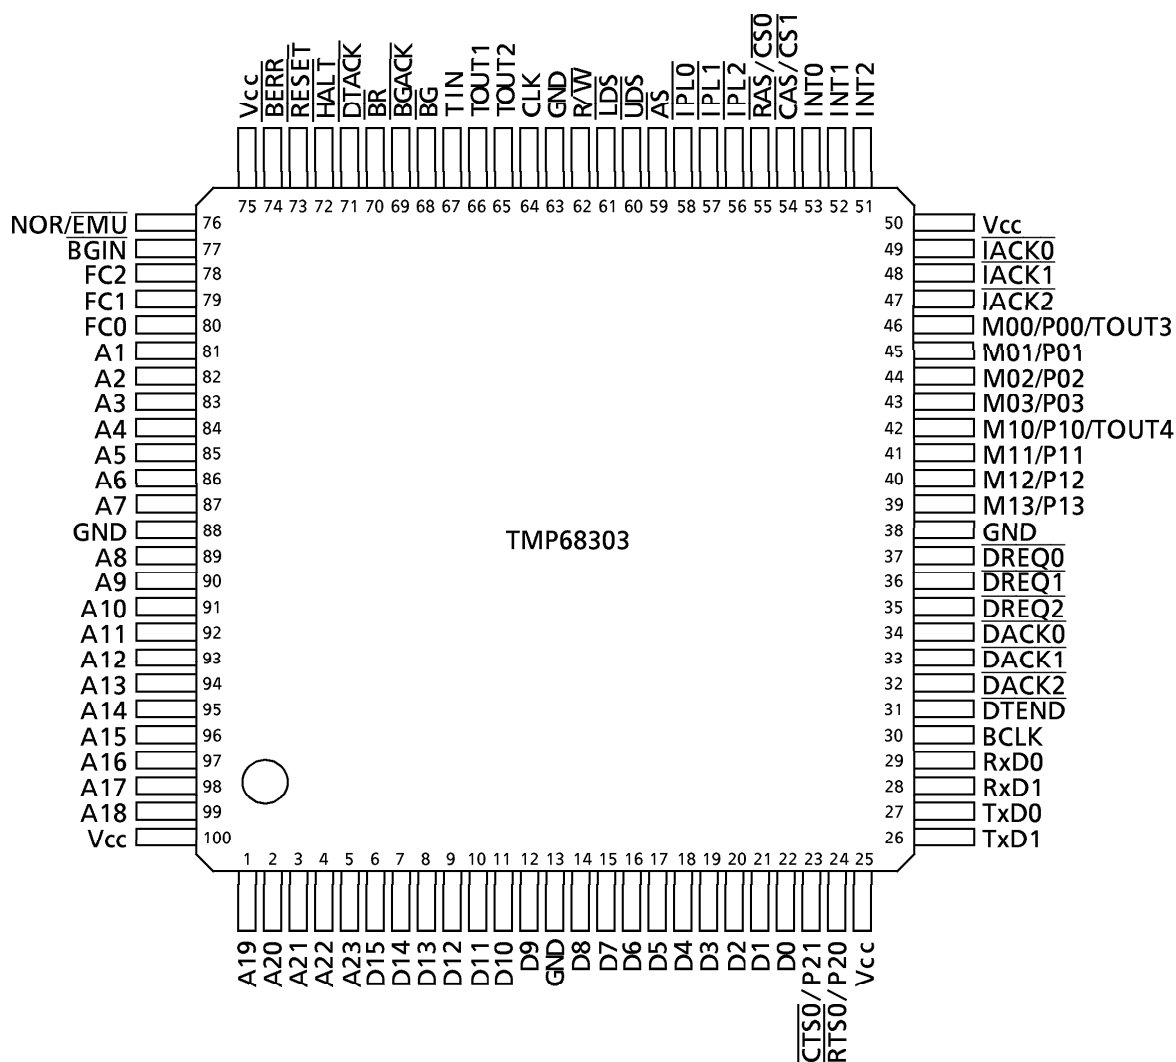 Vcc
BERR
RESET
HALT
DTACK
BR
BGACK
BG
TIN
TOUT1
TOUT2
CLK
GND
R/W
LDS
UDS
AS
IPL0
IPL1
IPL2
RAS/CS0
CAS/CS1
INT0
INT1
INT2
75 74 73 72 71 70 69 68 67 66 65 64 63 62 61 60 59 58 57 56 55 54 53 52 51
NOR/EMU 76
BGIN 77
FC2 78
FC1 79
FC0 80
A1 81
A2 82
A3 83
A4 84
A5 85
A6 86
A7 87
GND 88
A8 89
A9 90
A10 91
A11 92
A12 93
A13 94
A14 95
A15 96
A16 97
A17 98
A18 99
Vcc 100
TMP68303
50 Vcc
49 IACK0
48 IACK1
47 IACK2
46 M00/P00/TOUT3
45 M01/P01
44 M02/P02
43 M03/P03
42 M10/P10/TOUT4
41 M11/P11
40 M12/P12
39 M13/P13
38 GND
37 DREQ0
36 DREQ1
35 DREQ2
34 DACK0
33 DACK1
32 DACK2
31 DTEND
30 BCLK
29 RxD0
28 RxD1
27 TxD0
26 TxD1
1 2 3 4 5 6 7 8 9 10 11 12 13 14 15 16 17 18 19 20 21 22 23 24 25
A19
A20
A21
A22
A23
D15
D14
D13
D12
D11
D10
D9
GND
D8
D7
D6
D5
D4
D3
D2
D1
D0
CTS0/P21
RTS0/P20
Vcc